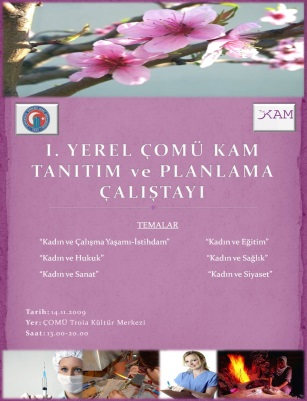 KAM
I. YEREL ÇOMÜ KAM
TANITIM ve PLANLAMA
ÇALIŞTAYI
TEMALAR
"Kadın ve Çalışma Yaşamı-İstihdam" "Kadın ve Eğitim"
"Kadın ve Hukuk" "Kadın ve Sağlık"
"Kadın ve Sanat" "Kadın ve Siyaset"
Tarih: 14.11.2009
Yer: ÇOMÜ Troia Kültür Merkezi
Saat: 13.00-20.00